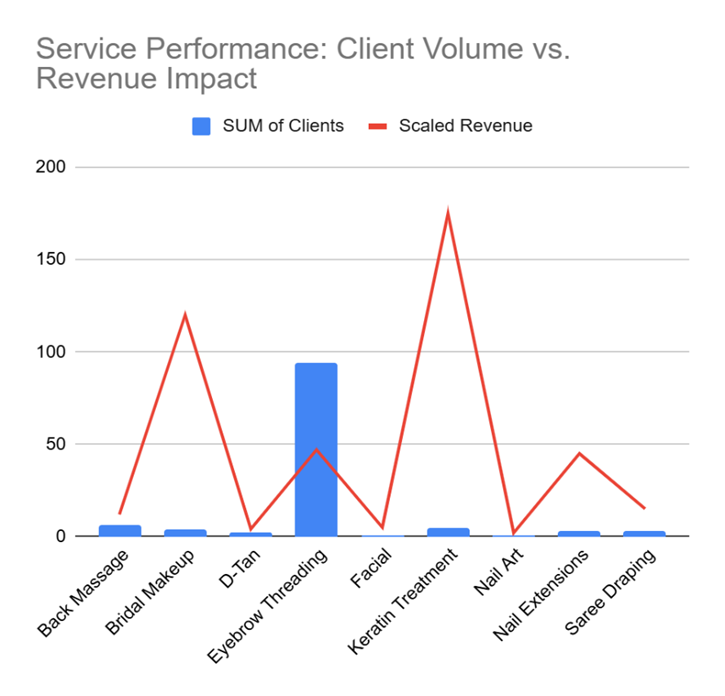 Service Performance: Client Volume vs.
Revenue Impact
SUM of Clients
Scaled Revenue
200
150
100
50
0
Back Massage
Bridal Makeup
D-Tan
Eyebrow Threading
Facial
Keratin Treatment
Nail Art
Nail Extensions
Saree Draping